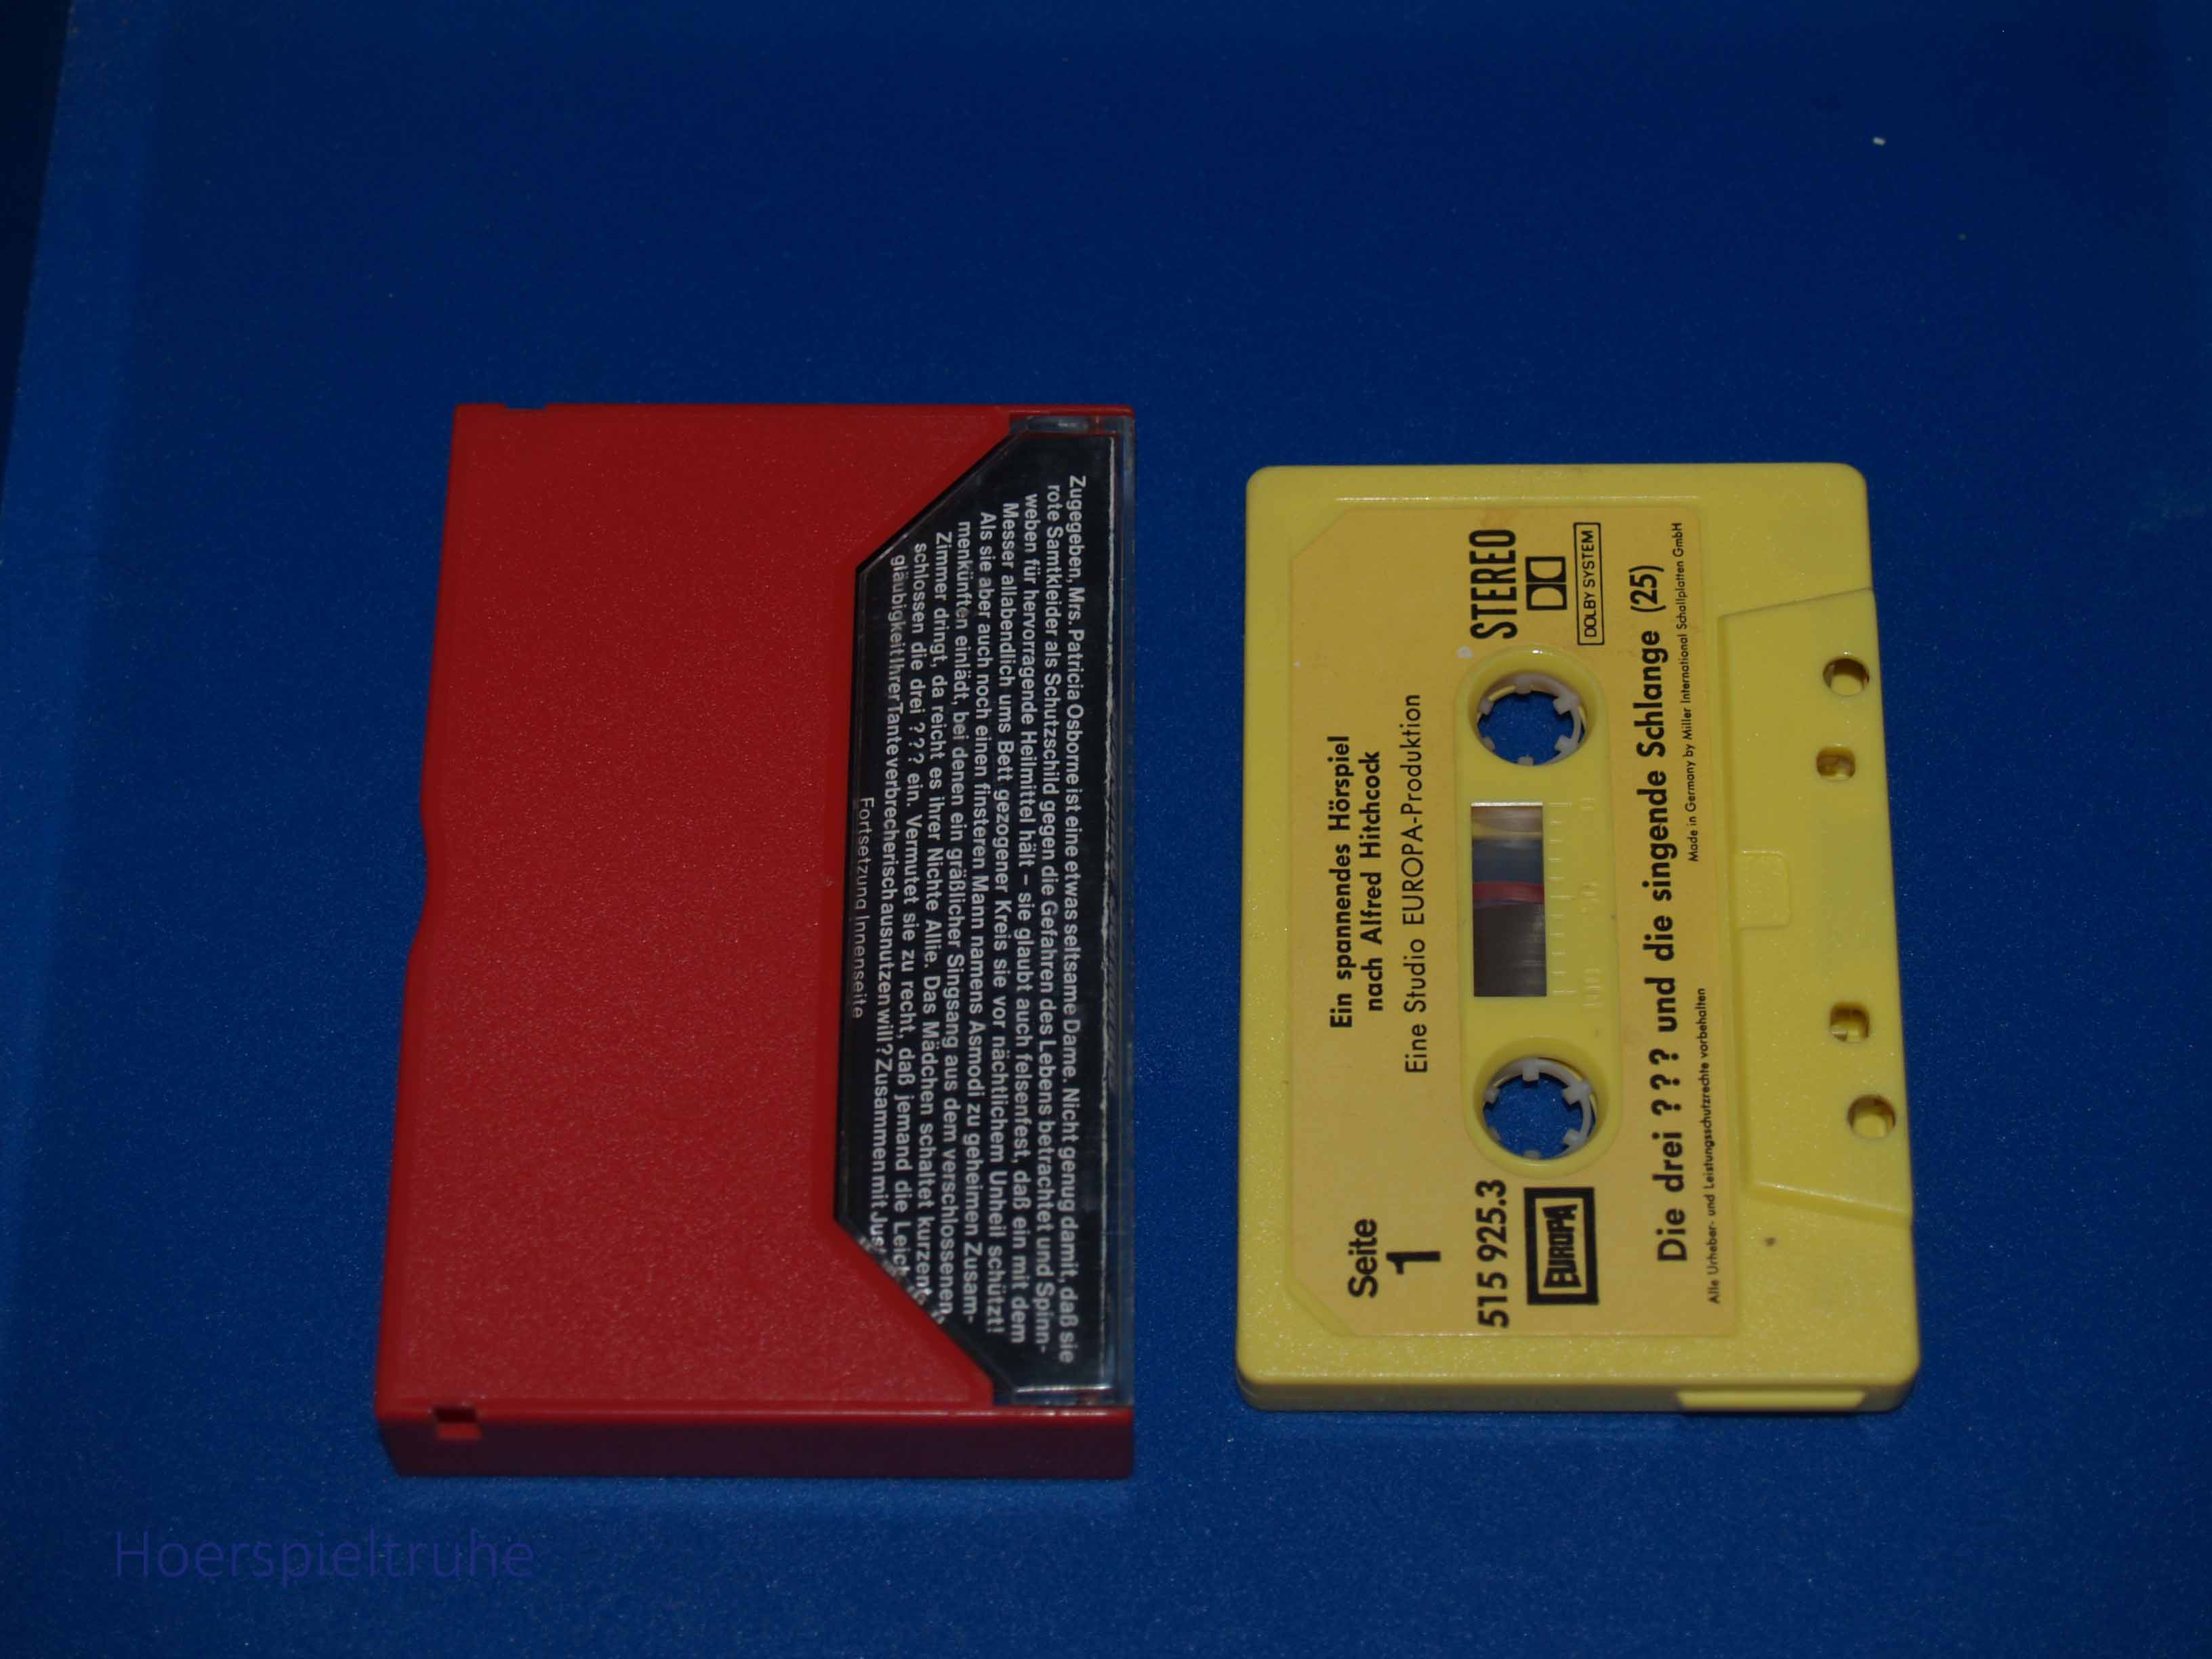 Zugegeben, Mrs. Patricia Osborne ist eine etwas seltsame Dame. Nicht genug damit, daß sie
rote Samtkleider als Schutzschild gegen die Gefahren des Lebens betrachtet und Spinn-
weben für hervorragende Heilmittel hält – sie glaubt auch felsenfest, daß ein mit dem
Messer allabendlich ums Bett gezogener Kreis sie vor nächtlichem Unheil schützt!
Als sie aber auch noch einen finsteren Mann namens Asmodi zu geheimen Zusam-
menkünften einlädt, bei denen ein gräßlicher Singsang aus dem verschlossenen
Zimmer dringt, da reicht es ihrer Nichte Allie. Das Mädchen schaltet kurzent-
schlossen die drei ??? ein. Vermutet sie zu recht, daß jemand die Leicht-
gläubigkeit ihrer Tante verbrecherisch ausnutzen will? Zusammen mit Jus
Fortsetzung Innenseite
Ein spannendes Hörspiel
nach Alfred Hitchcock
Eine Studio EUROPA-Produktion
Seite
1
STEREO
DOLBY SYSTEM
515 925.3
EUROPA
Die drei ??? und die singende Schlange (25)
Alle Urheber- und Leistungsschutzrechte vorbehalten Made in Germany by Miller International Schallplatten GmbH
Hoerspieltruhe